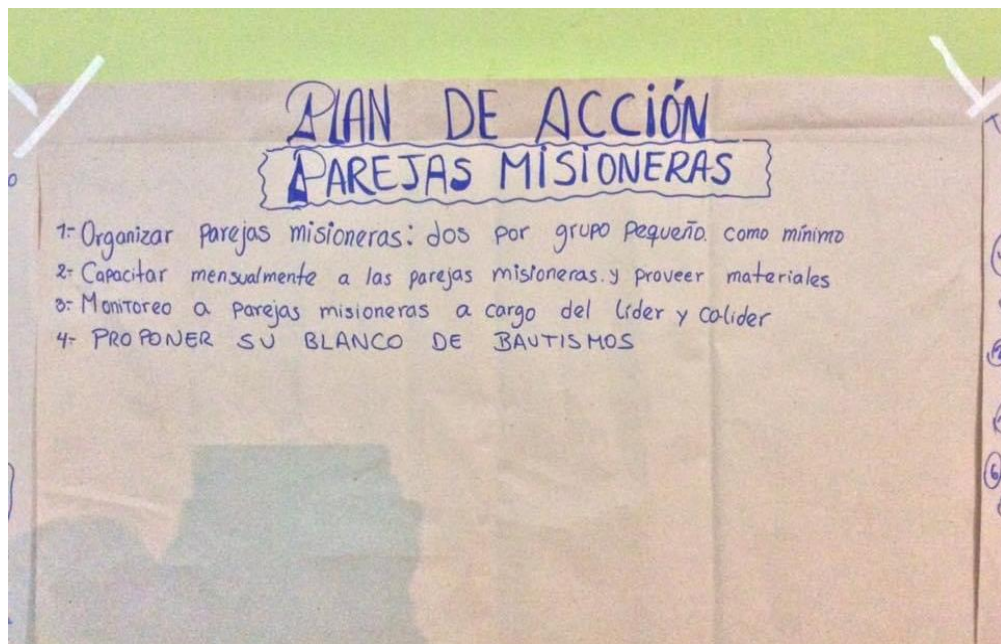 PLAN DE ACCIÓN
PAREJAS MISIONERAS
1=Organizar parejas misioneras: dos por grupo pequeño. como mínimo
2= Capacitar mensualmente a las parejas misioneras. y proveer materiales
3= Monitoreo a parejas misioneras a cargo del líder y colider
4= PROPONER SU BLANCO DE BAUTISMOS